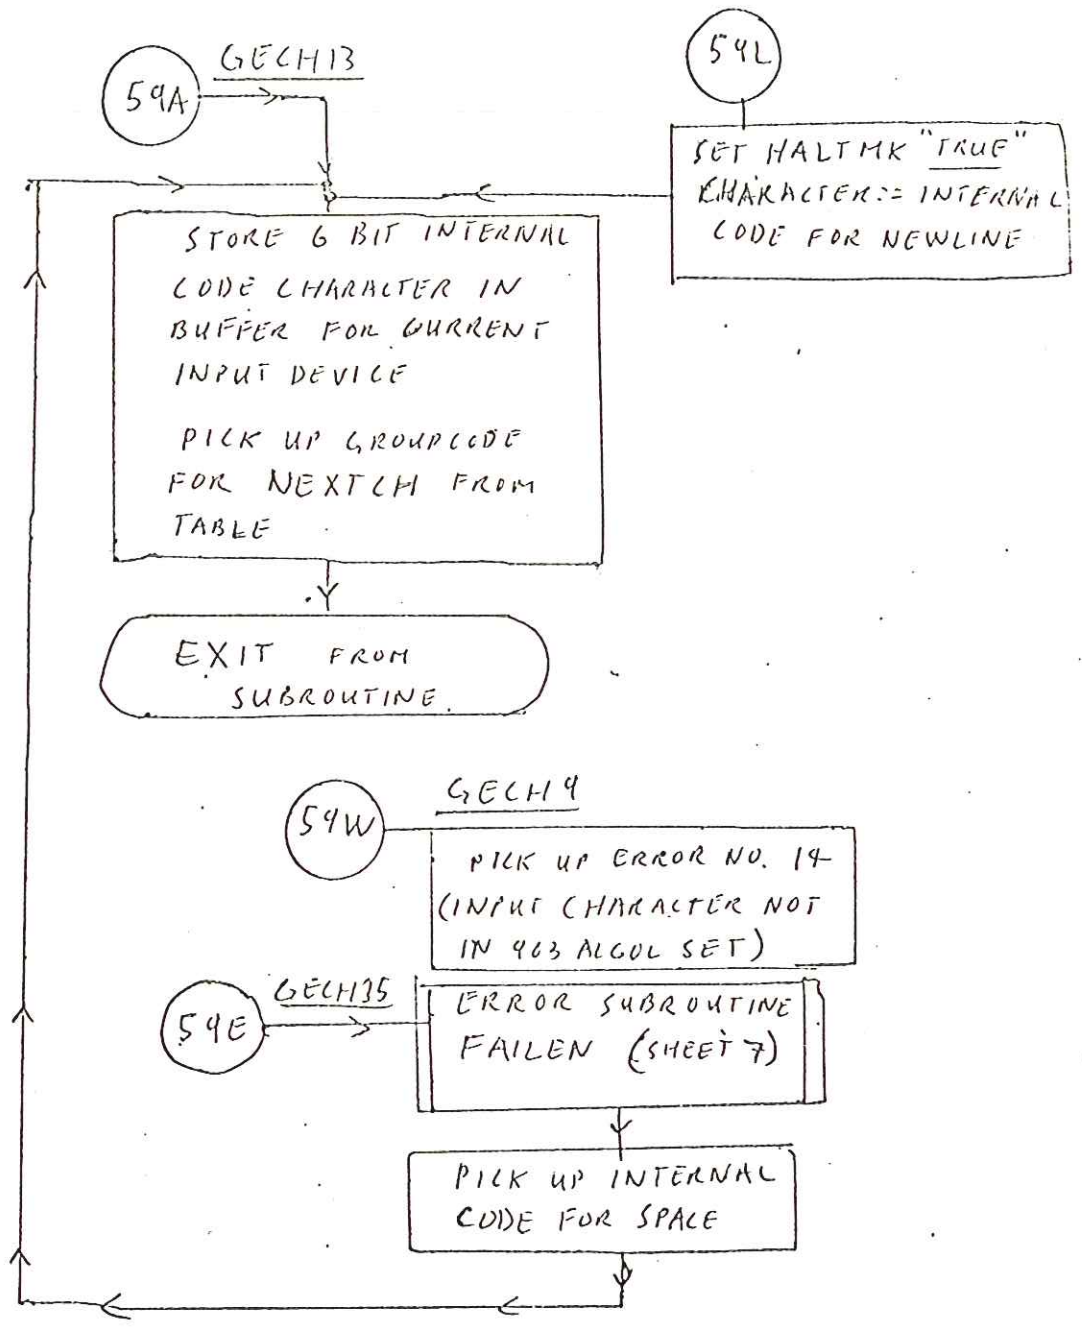 GECH13
59A
59L
SET HALTMK "TRUE"
CHARACTER:= INTERNAL
CODE FOR NEWLINE
STORE 6 BIT INTERNAL
CODE CHARACTER IN
BUFFER FOR CURRENT
INPUT DEVICE
PICK UP GROUPCODE
FOR NEXTCH FROM
TABLE
EXIT FROM
SUBROUTINE
GECH9
59W
PICK UP ERROR NO. 14
(INPUT CHARACTER NOT
IN 903 ALGOL SET)
GECH35
59E
ERROR SUBROUTINE
FAILEN (SHEET 7)
PICK UP INTERNAL
CODE FOR SPACE